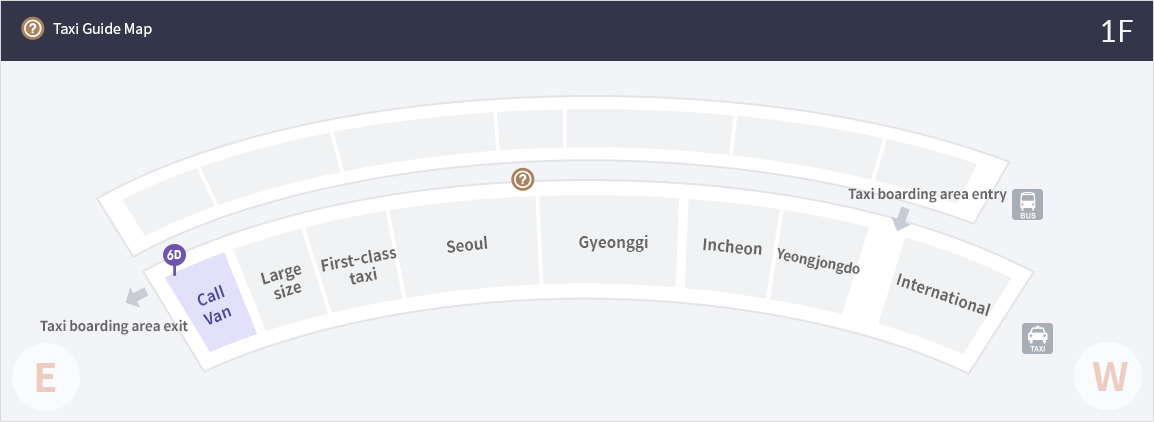 ? Taxi Guide Map
1F
?
Taxi boarding area entry
BUS
6D
Call
Van
Large
size
First-class
taxi
Seoul
Gyeonggi
Incheon
Yeongjongdo
International
Taxi boarding area exit
TAXI
E
W